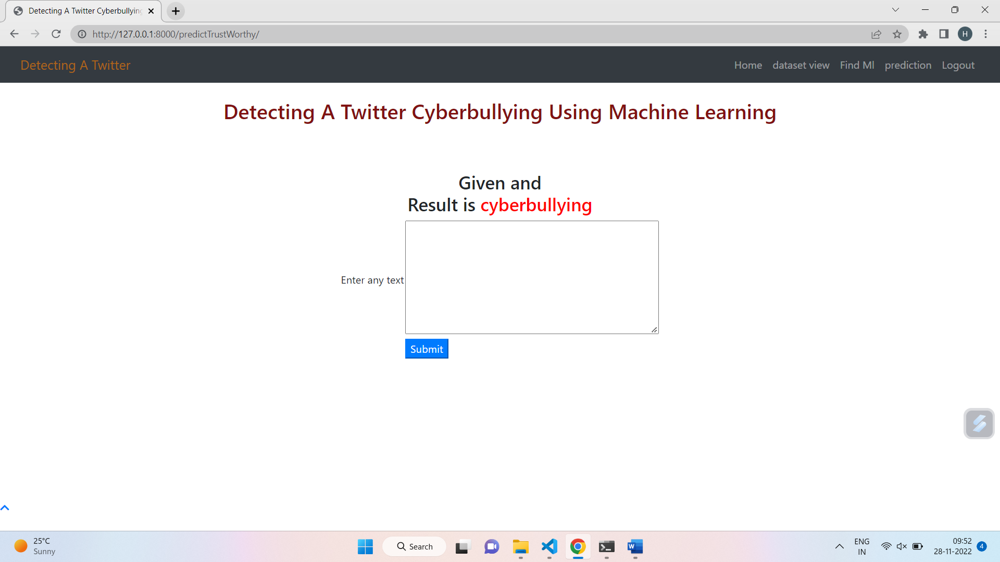 Detecting A Twitter Cyberbullying
http://127.0.0.1:8000/predictTrustWorthy/
H
Detecting A Twitter
Home dataset view Find Ml prediction Logout
Detecting A Twitter Cyberbullying Using Machine Learning
Given and
Result is cyberbullying
Enter any text
Submit
25°C
Sunny
Search
W
ENG
IN
09:52
28-11-2022
4